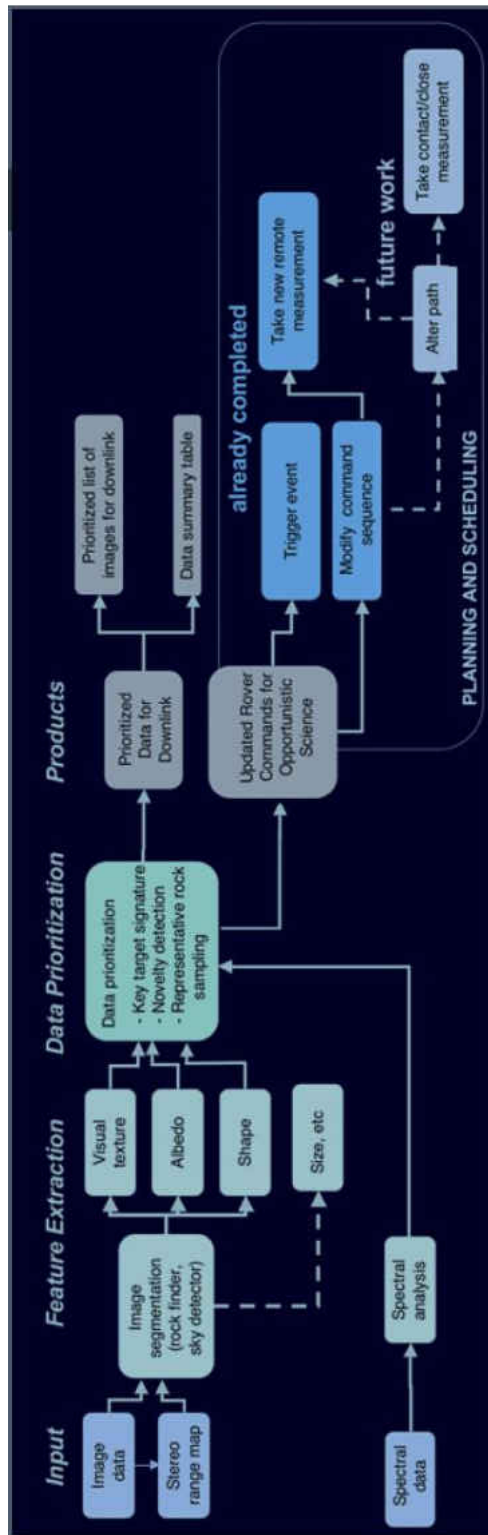 Input
Feature Extraction
Data Prioritization
Products
Image
data
Stereo
range map
Spectral
data
Image
segmentation
(rock finder,
sky detector)
Spectral
analysis
Visual
texture
Albedo
Shape
Size, etc
Data prioritization
- Key target signature
- Novelty detection
- Representative rock
sampling
Prioritized
Data for
Downlink
Prioritized list of
images for downlink
Data summary table
Updated Rover
Commands for
Opportunistic
Science
already completed
Trigger event
Modify command
sequence
Take new remote
measurement
future work
Alter path
Take contact/close
measurement
PLANNING AND SCHEDULING